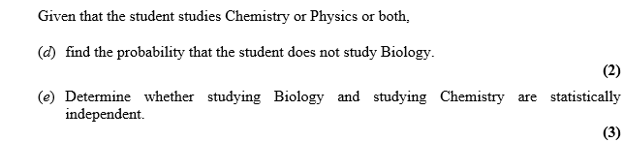 Given that the student studies Chemistry or Physics or both,
(d) find the probability that the student does not study Biology.
(2)
(e) Determine whether studying Biology and studying Chemistry are statistically
independent.
(3)